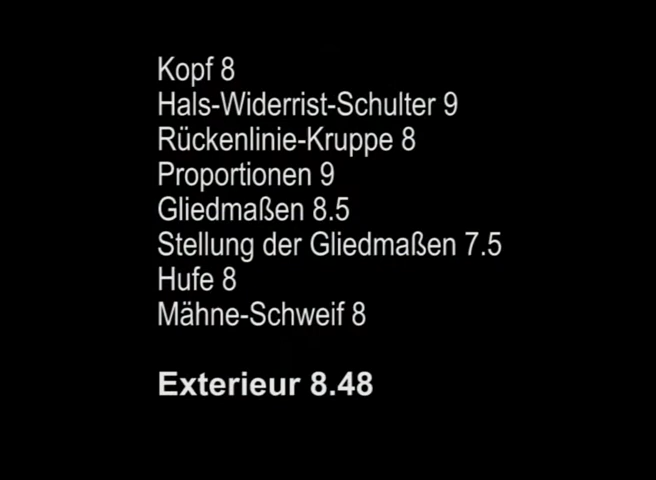 Kopf 8
Hals-Widerrist-Schulter 9
Rückenlinie-Kruppe 8
Proportionen 9
Gliedmaßen 8.5
Stellung der Gliedmaßen 7.5
Hufe 8
Mähne-Schweif 8
Exterieur 8.48